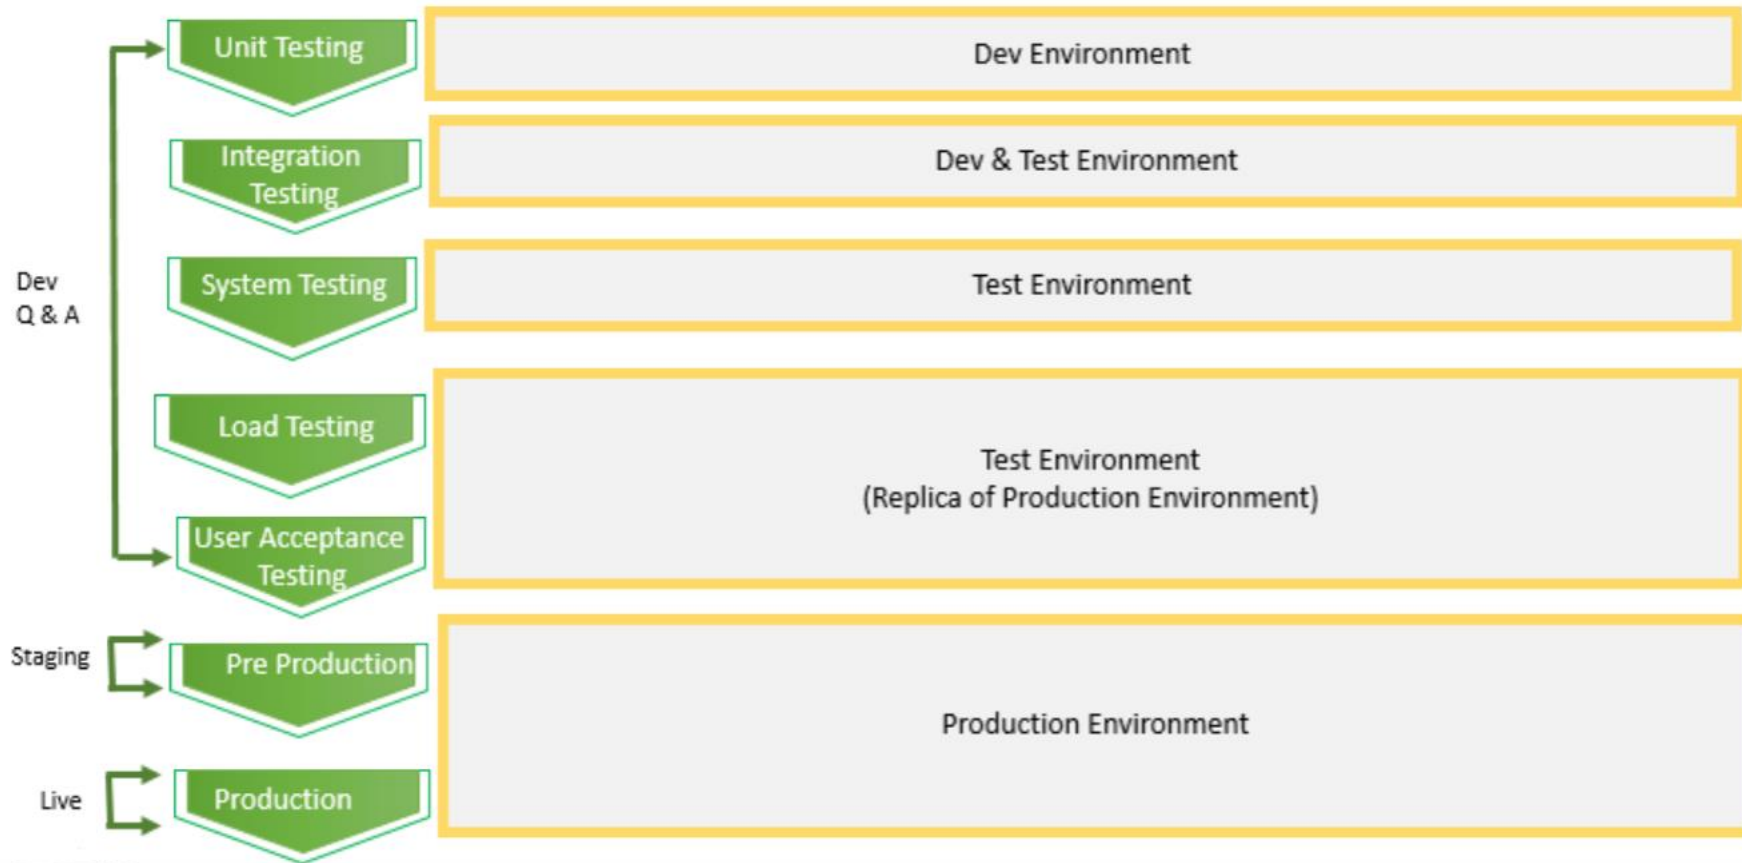 Unit Testing
Dev Environment
Integration
Testing
Dev & Test Environment
Dev
Q & A
System Testing
Test Environment
Load Testing
Test Environment
(Replica of Production Environment)
User Acceptance
Testing
Staging
Pre Production
Production Environment
Live
Production